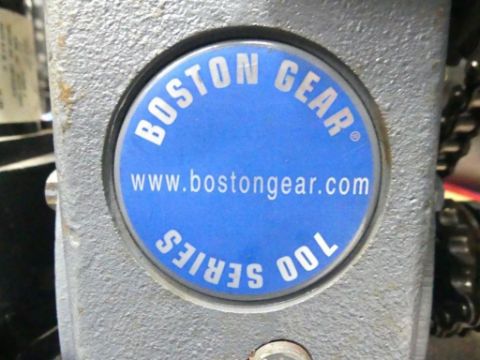 BOSTON GEAR®
www.bostongear.com
700 SERIES